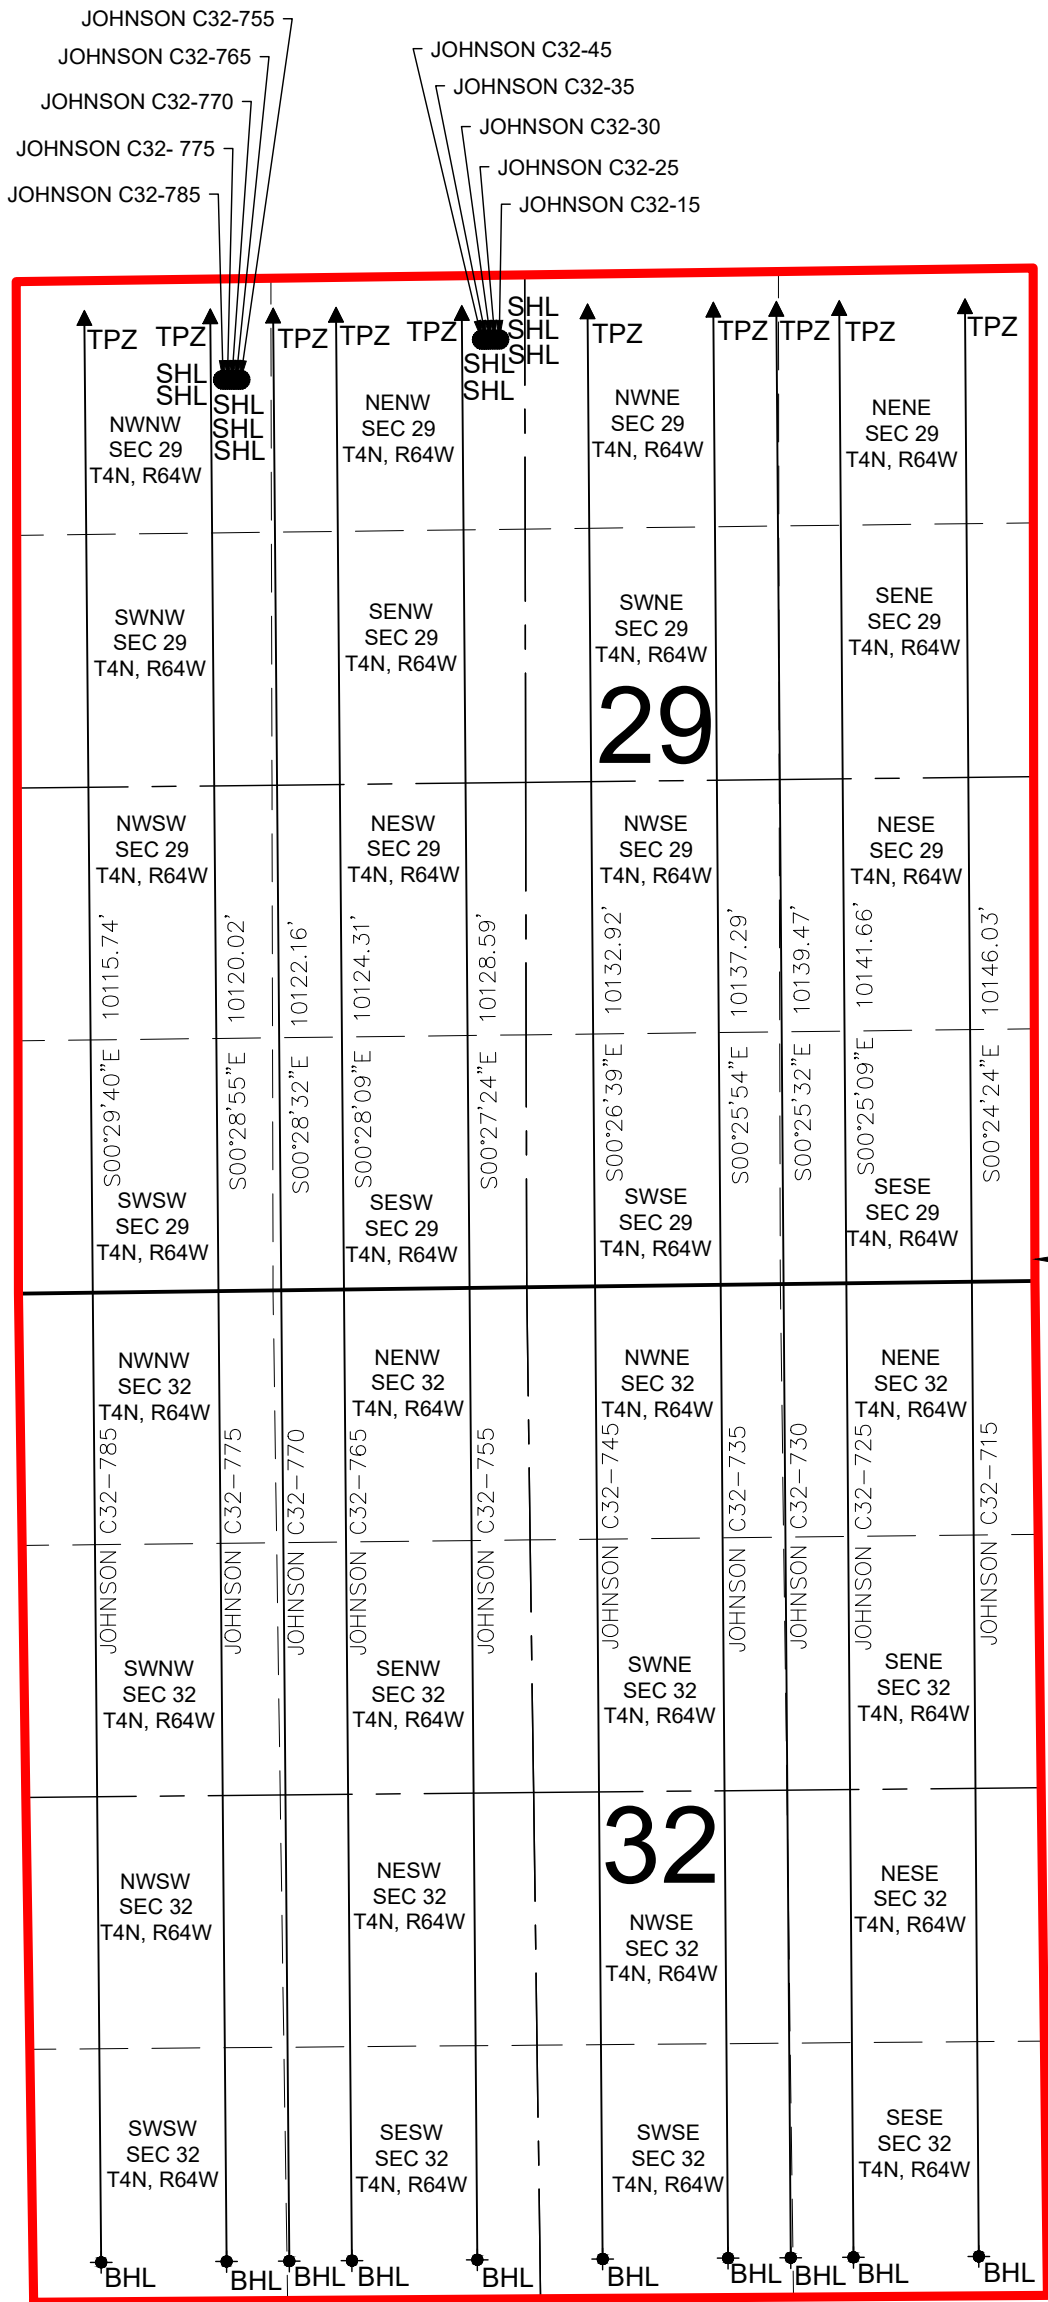 JOHNSON C32-755
JOHNSON C32-765
JOHNSON C32-770
JOHNSON C32- 775
JOHNSON C32-785
JOHNSON C32-45
JOHNSON C32-35
JOHNSON C32-30
JOHNSON C32-25
JOHNSON C32-15
TPZ
TPZ
TPZ
TPZ
TPZ
TPZ
TPZ
TPZ
TPZ
TPZ
SHL
SHL
SHL
SHL
SHL
SHL
SHL
SHL
SHL
SHL
NWNW
SEC 29
T4N, R64W
NENW
SEC 29
T4N, R64W
NWNE
SEC 29
T4N, R64W
NENE
SEC 29
T4N, R64W
SWNW
SEC 29
T4N, R64W
SENW
SEC 29
T4N, R64W
SWNE
SEC 29
T4N, R64W
SENE
SEC 29
T4N, R64W
29
NWSW
SEC 29
T4N, R64W
NESW
SEC 29
T4N, R64W
NWSE
SEC 29
T4N, R64W
NESE
SEC 29
T4N, R64W
S00°29'40"E 10115.74'
S00°28'55"E 10120.02'
S00°28'32"E 10122.16'
S00°28'09"E 10124.31'
S00°27'24"E 10128.59'
S00°26'39"E 10132.92'
S00°25'54"E 10137.29'
S00°25'32"E 10139.47'
S00°25'09"E 10141.66'
S00°24'24"E 10146.03'
SWSW
SEC 29
T4N, R64W
SESW
SEC 29
T4N, R64W
SWSE
SEC 29
T4N, R64W
SESE
SEC 29
T4N, R64W
NWNW
SEC 32
T4N, R64W
NENW
SEC 32
T4N, R64W
NWNE
SEC 32
T4N, R64W
NENE
SEC 32
T4N, R64W
JOHNSON C32-785
JOHNSON C32-775
JOHNSON C32-770
JOHNSON C32-765
JOHNSON C32-755
JOHNSON C32-745
JOHNSON C32-735
JOHNSON C32-730
JOHNSON C32-725
JOHNSON C32-715
SWNW
SEC 32
T4N, R64W
SENW
SEC 32
T4N, R64W
SWNE
SEC 32
T4N, R64W
SENE
SEC 32
T4N, R64W
32
NWSW
SEC 32
T4N, R64W
NESW
SEC 32
T4N, R64W
NWSE
SEC 32
T4N, R64W
NESE
SEC 32
T4N, R64W
SWSW
SEC 32
T4N, R64W
SESW
SEC 32
T4N, R64W
SWSE
SEC 32
T4N, R64W
SESE
SEC 32
T4N, R64W
BHL
BHL
BHL
BHL
BHL
BHL
BHL
BHL
BHL
BHL